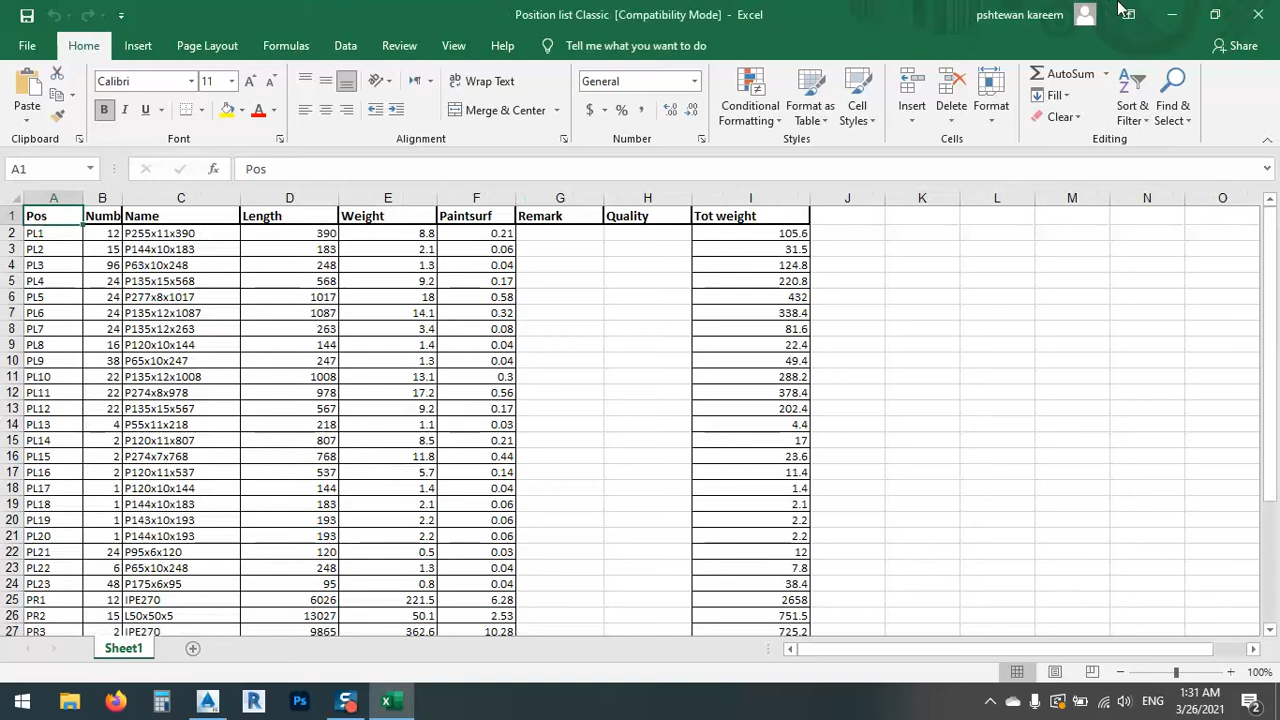 Position list Classic [Compatibility Mode] - Excel
pshtewan kareem
File Home Insert Page Layout Formulas Data Review View Help Tell me what you want to do Share
Paste
Calibri 11
B I U
Wrap Text
Merge & Center
General
$ % ,
Conditional Formatting
Format as Table
Cell Styles
Insert Delete Format
AutoSum
Fill
Clear
Sort & Filter
Find & Select
Clipboard Font Alignment Number Styles Cells Editing
A1 fx Pos
A B C D E F G H I J K L M N O
1 Pos Numb Name Length Weight Paintsurf Remark Quality Tot weight
2 PL1 12 P255x11x390 390 8.8 0.21 105.6
3 PL2 15 P144x10x183 183 2.1 0.06 31.5
4 PL3 96 P63x10x248 248 1.3 0.04 124.8
5 PL4 24 P135x15x568 568 9.2 0.17 220.8
6 PL5 24 P277x8x1017 1017 18 0.58 432
7 PL6 24 P135x12x1087 1087 14.1 0.32 338.4
8 PL7 24 P135x12x263 263 3.4 0.08 81.6
9 PL8 16 P120x10x144 144 1.4 0.04 22.4
10 PL9 38 P65x10x247 247 1.3 0.04 49.4
11 PL10 22 P135x12x1008 1008 13.1 0.3 288.2
12 PL11 22 P274x8x978 978 17.2 0.56 378.4
13 PL12 22 P135x15x567 567 9.2 0.17 202.4
14 PL13 4 P55x11x218 218 1.1 0.03 4.4
15 PL14 2 P120x11x807 807 8.5 0.21 17
16 PL15 2 P274x7x768 768 11.8 0.44 23.6
17 PL16 2 P120x11x537 537 5.7 0.14 11.4
18 PL17 1 P120x10x144 144 1.4 0.04 1.4
19 PL18 1 P144x10x183 183 2.1 0.06 2.1
20 PL19 1 P143x10x193 193 2.2 0.06 2.2
21 PL20 1 P144x10x193 193 2.2 0.06 2.2
22 PL21 24 P95x6x120 120 0.5 0.03 12
23 PL22 6 P65x10x248 248 1.3 0.04 7.8
24 PL23 48 P175x6x95 95 0.8 0.04 38.4
25 PR1 12 IPE270 6026 221.5 6.28 2658
26 PR2 15 L50x50x5 13027 50.1 2.53 751.5
27 PR3 2 IPE270 9865 362.6 10.28 725.2
Sheet1
100%
ENG
1:31 AM
3/26/2021
2